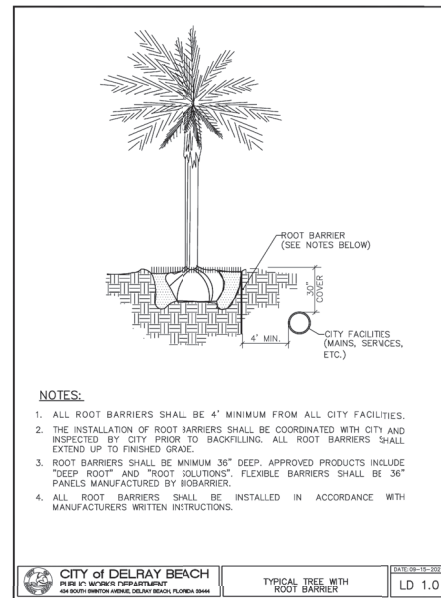 ROOT BARRIER
(SEE NOTES BELOW)
30"
COVER
4' MIN.
CITY FACILITIES
(MAINS, SERVICES,
ETC.)
NOTES:
1. ALL ROOT BARRIERS SHALL BE 4' MINIMUM FROM ALL CITY FACILITIES.
2. THE INSTALLATION OF ROOT BARRIERS SHALL BE COORDINATED WITH CITY AND
INSPECTED BY CITY PRIOR TO BACKFILLING. ALL ROOT BARRIERS SHALL
EXTEND UP TO FINISHED GRADE.
3. ROOT BARRIERS SHALL BE MINIMUM 36" DEEP. APPROVED PRODUCTS INCLUDE
"DEEP ROOT" AND "ROOT SOLUTIONS". FLEXIBLE BARRIERS SHALL BE 36"
PANELS MANUFACTURED BY BIOBARRIER.
4. ALL ROOT BARRIERS SHALL BE INSTALLED IN ACCORDANCE WITH
MANUFACTURERS WRITTEN INSTRUCTIONS.
CITY of DELRAY BEACH
PUBLIC WORKS DEPARTMENT
434 SOUTH SWINTON AVENUE, DELRAY BEACH, FLORIDA 33444
TYPICAL TREE WITH
ROOT BARRIER
DATE: 09-15-202
LD 1.0